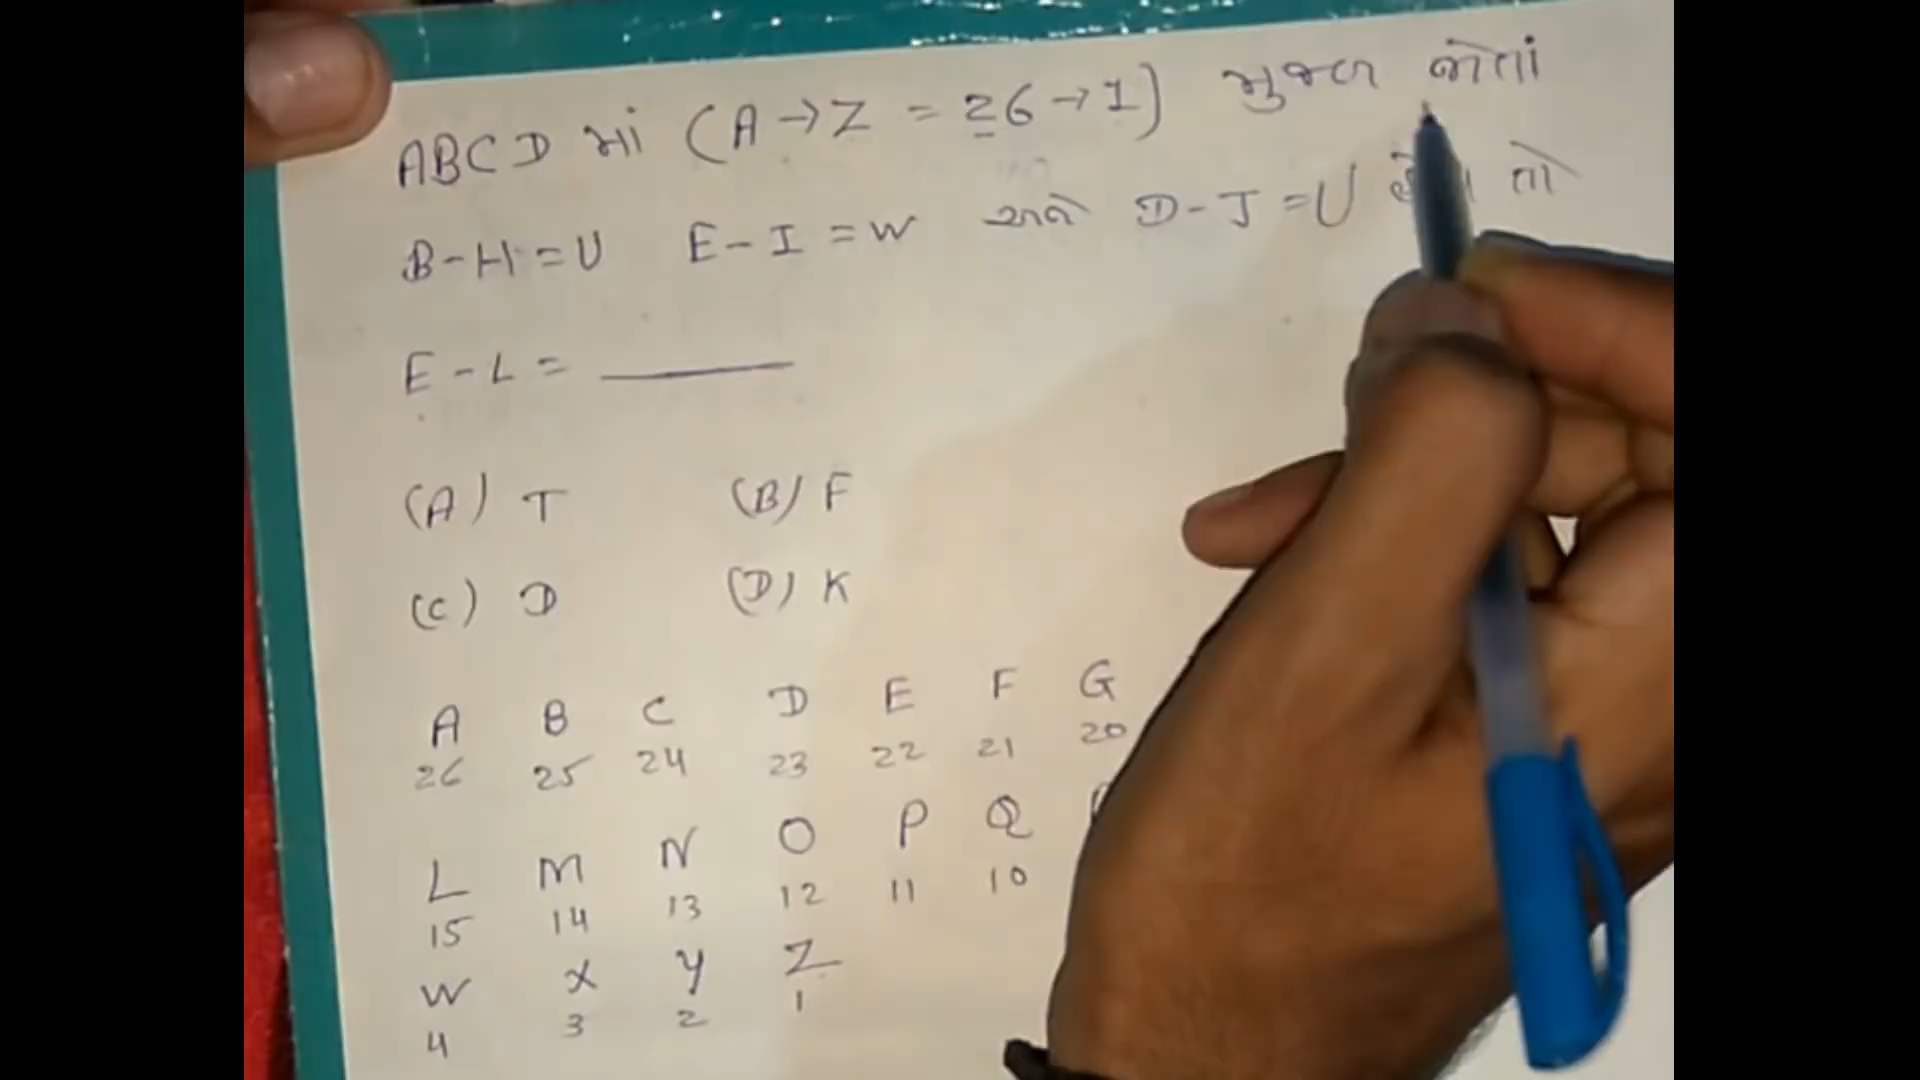 ABCD માં (A → Z = 26 → 1) મુજબ જોતાં
B - H = U E - I = W અને D - J = U તો
E - L = ______
(A) T (B) F
(C) D (D) K
A B C D E F G
26 25 24 23 22 21 20
L M N O P Q
15 14 13 12 11 10
W X Y Z
4 3 2 1